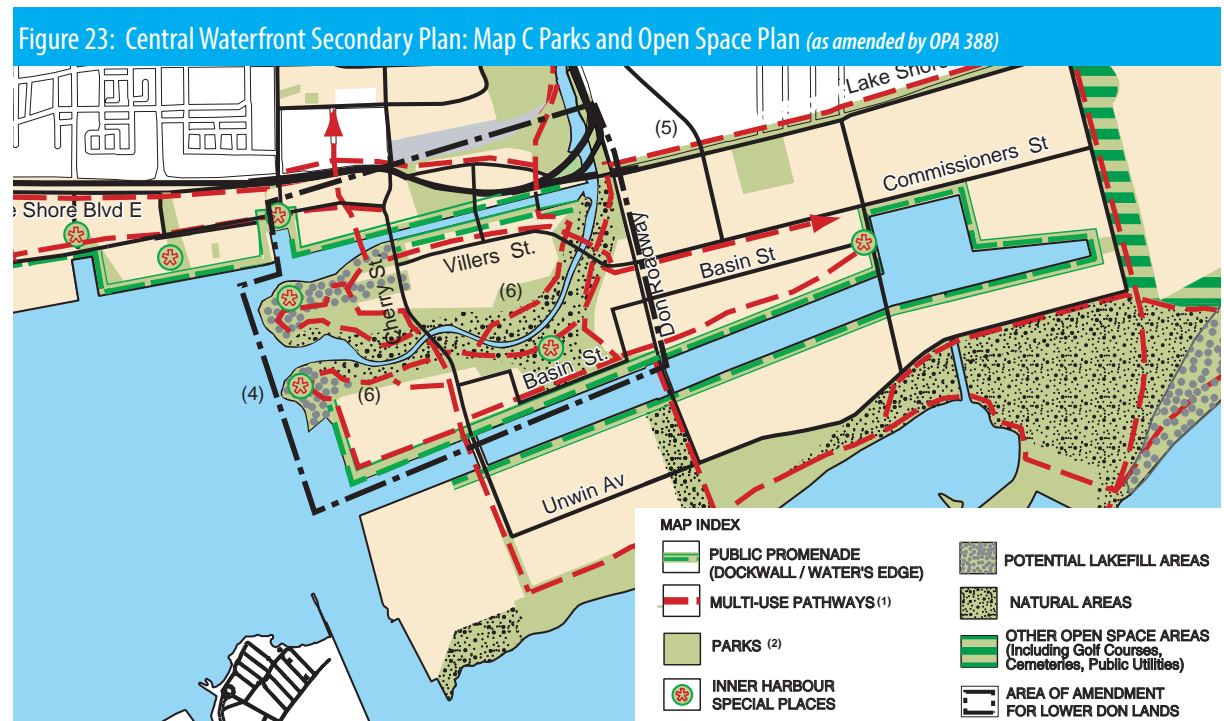 Figure 23: Central Waterfront Secondary Plan: Map C Parks and Open Space Plan (as amended by OPA 388)
Lake Shore
(5)
Commissioners St
e Shore Blvd E
Villers St.
Cherry St.
Don Roadway
Basin St
(6)
Basin St.
(4)
(6)
Unwin Av
MAP INDEX
PUBLIC PROMENADE
(DOCKWALL / WATER'S EDGE)
MULTI-USE PATHWAYS (1)
PARKS (2)
INNER HARBOUR
SPECIAL PLACES
POTENTIAL LAKEFILL AREAS
NATURAL AREAS
OTHER OPEN SPACE AREAS
(Including Golf Courses,
Cemeteries, Public Utilities)
AREA OF AMENDMENT
FOR LOWER DON LANDS